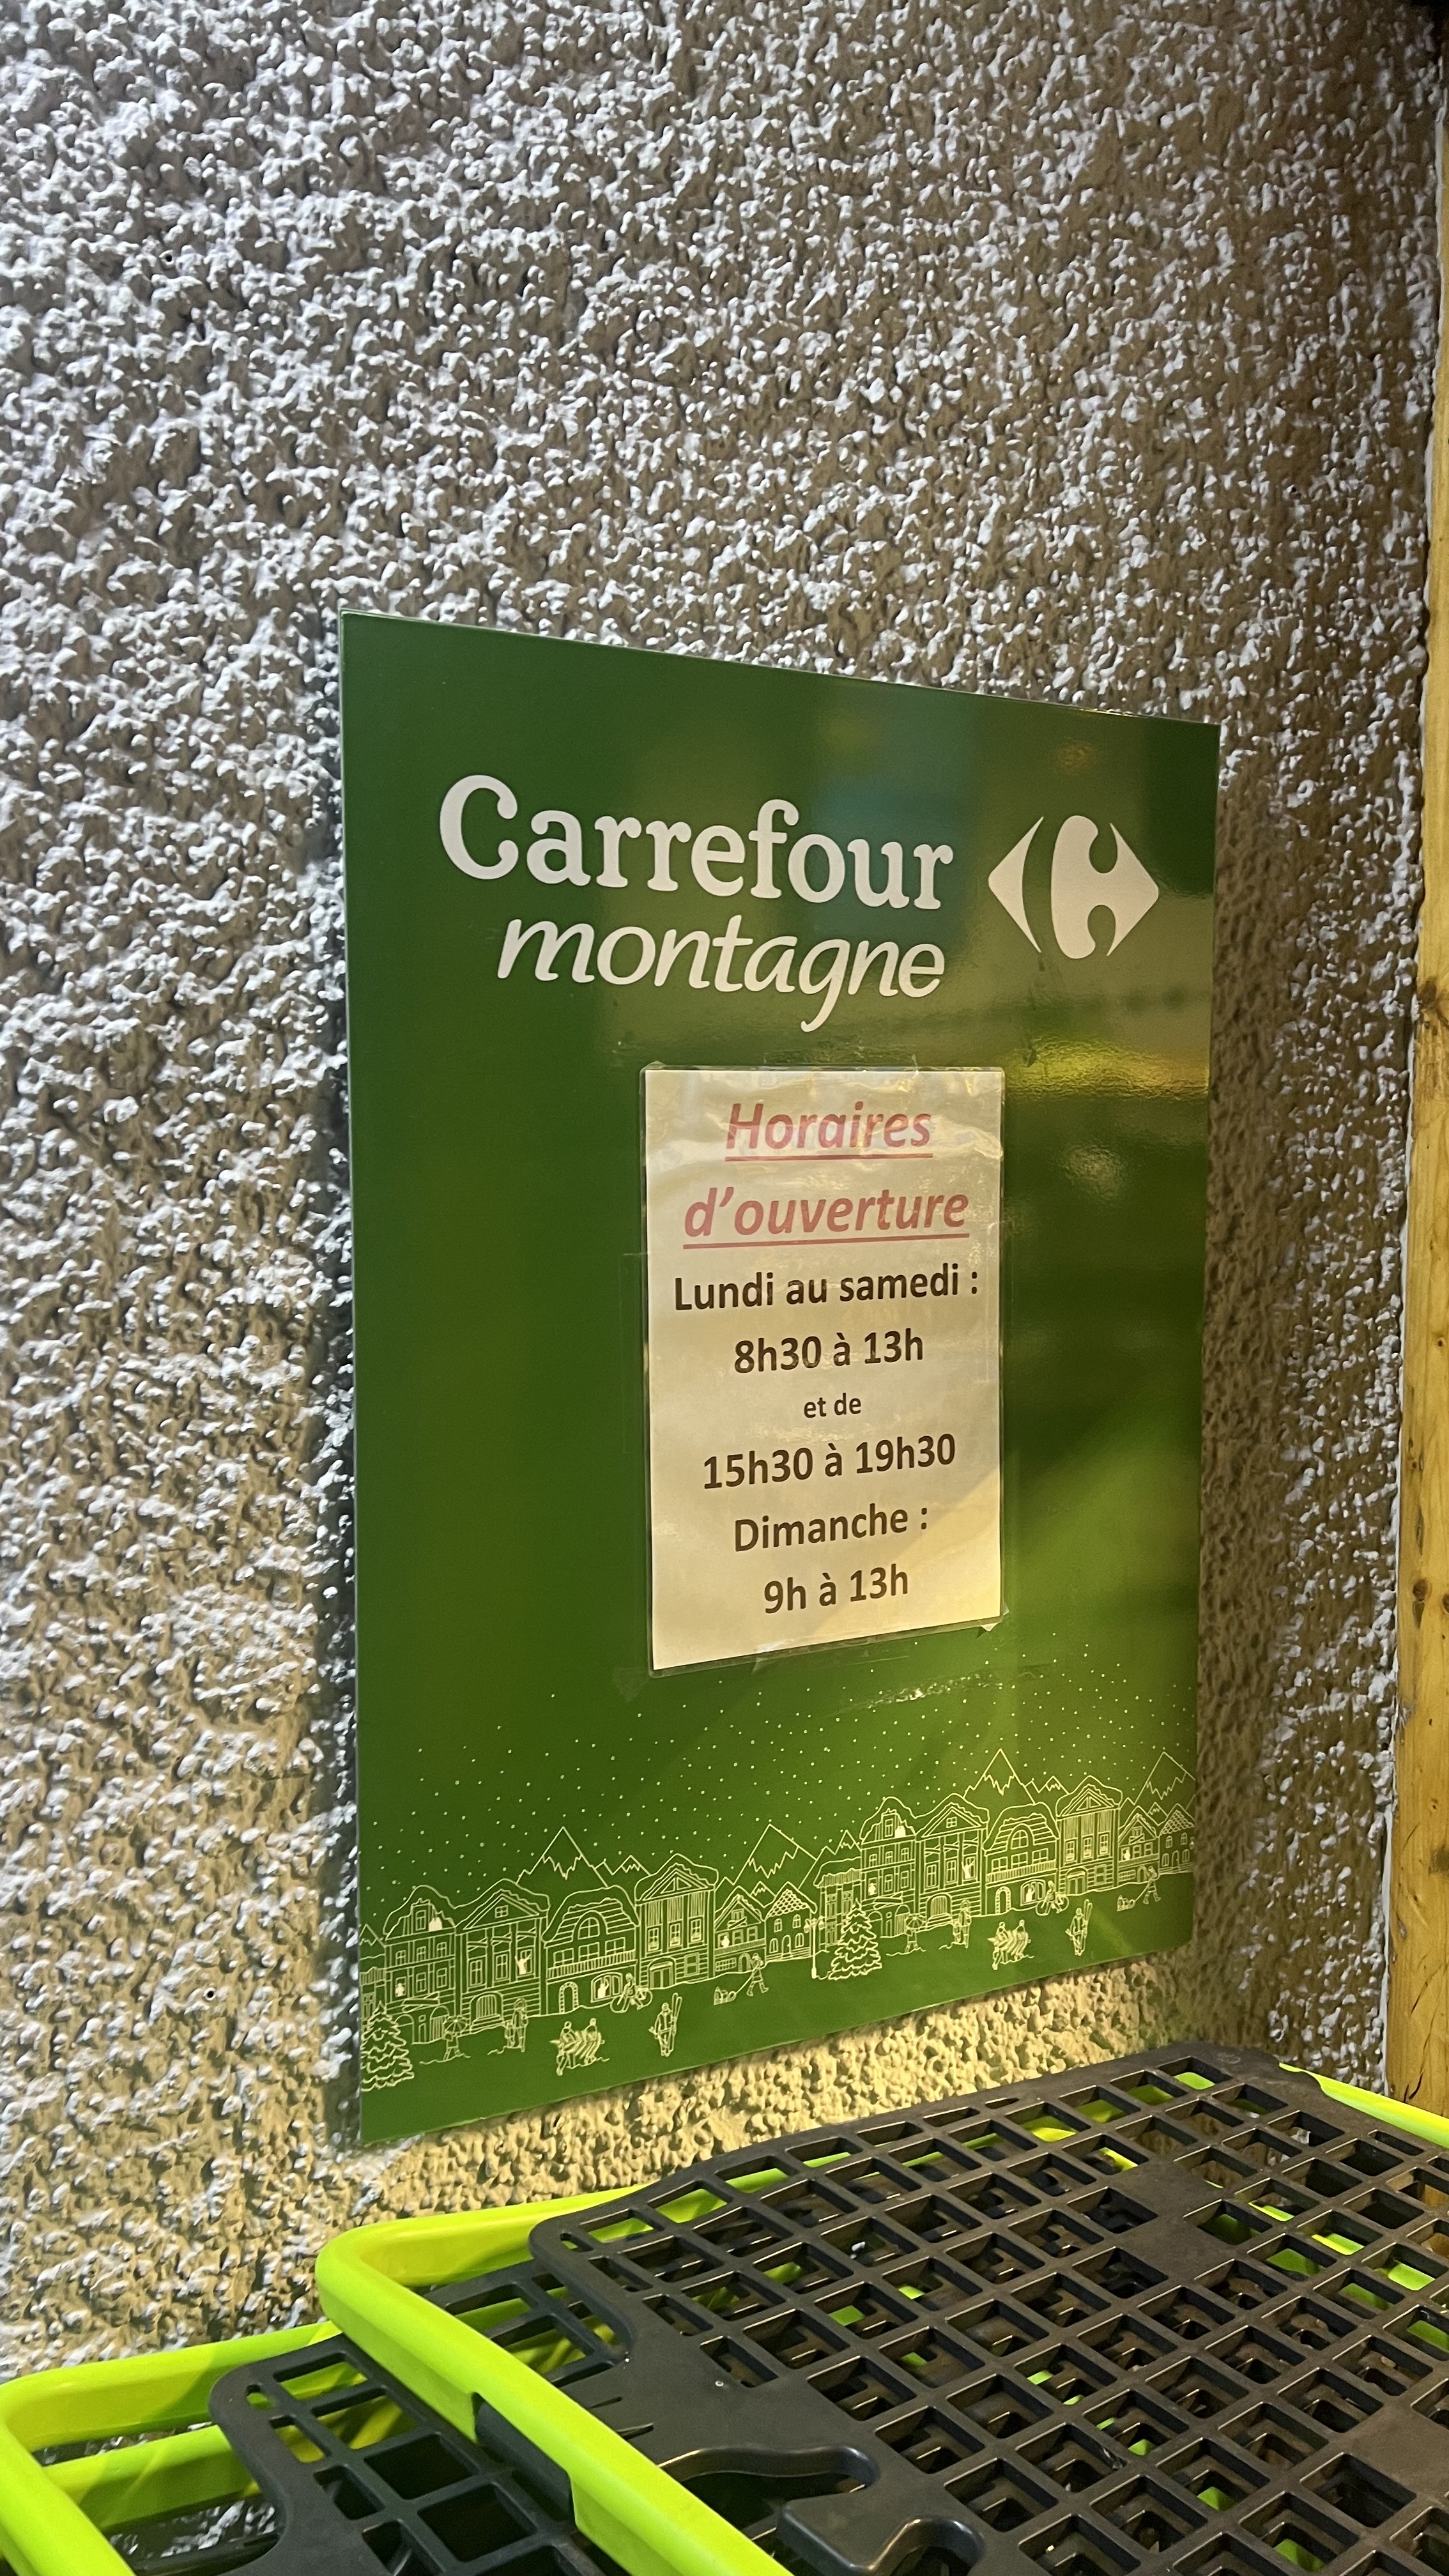 Carrefour
montagne
Horaires
d’ouverture
Lundi au samedi :
8h30 à 13h
et de
15h30 à 19h30
Dimanche :
9h à 13h